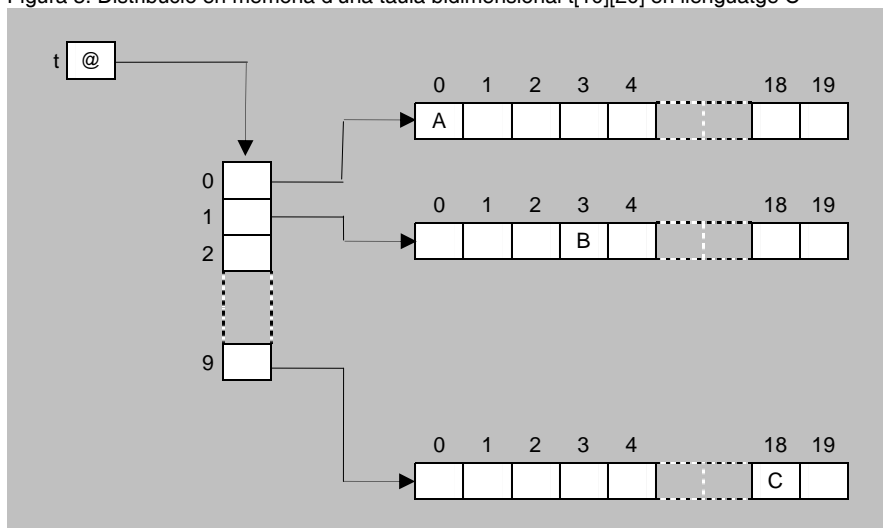 Figura 8. Distribució en memòria d'una taula bidimensional t[10][20] en llenguatge C
t @
0 1 2 3 4 18 19
A
0
1
2
0 1 2 3 4 18 19
B
9
0 1 2 3 4 18 19
C